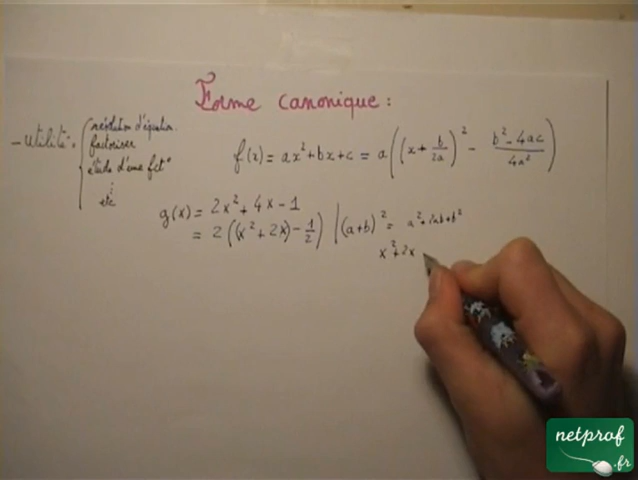 Forme canonique :
- Utilité : { résolution d'équation.
factoriser
étude d'une fct°
⋮
etc
f(x) = ax² + bx + c = a((x + b/2a)² - (b² - 4ac)/4a²)
g(x) = 2x² + 4x - 1
= 2((x² + 2x) - 1/2) | (a+b)² = a² + 2ab + b²
x² + 2x
netprof
.fr